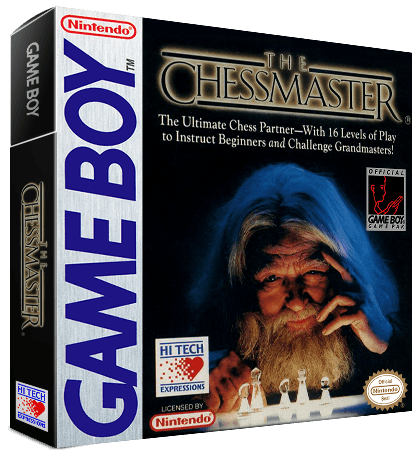 GAME BOY
THE
CHESSMASTER
HI TECH
EXPRESSIONS
Nintendo
GAME BOY
TM
THE
CHESSMASTER
®
The Ultimate Chess Partner—With 16 Levels of Play
to Instruct Beginners and Challenge Grandmasters!
OFFICIAL
GAME BOY
GAME PAK
HI TECH
EXPRESSIONS
LICENSED BY
Nintendo
Official
Nintendo
Seal